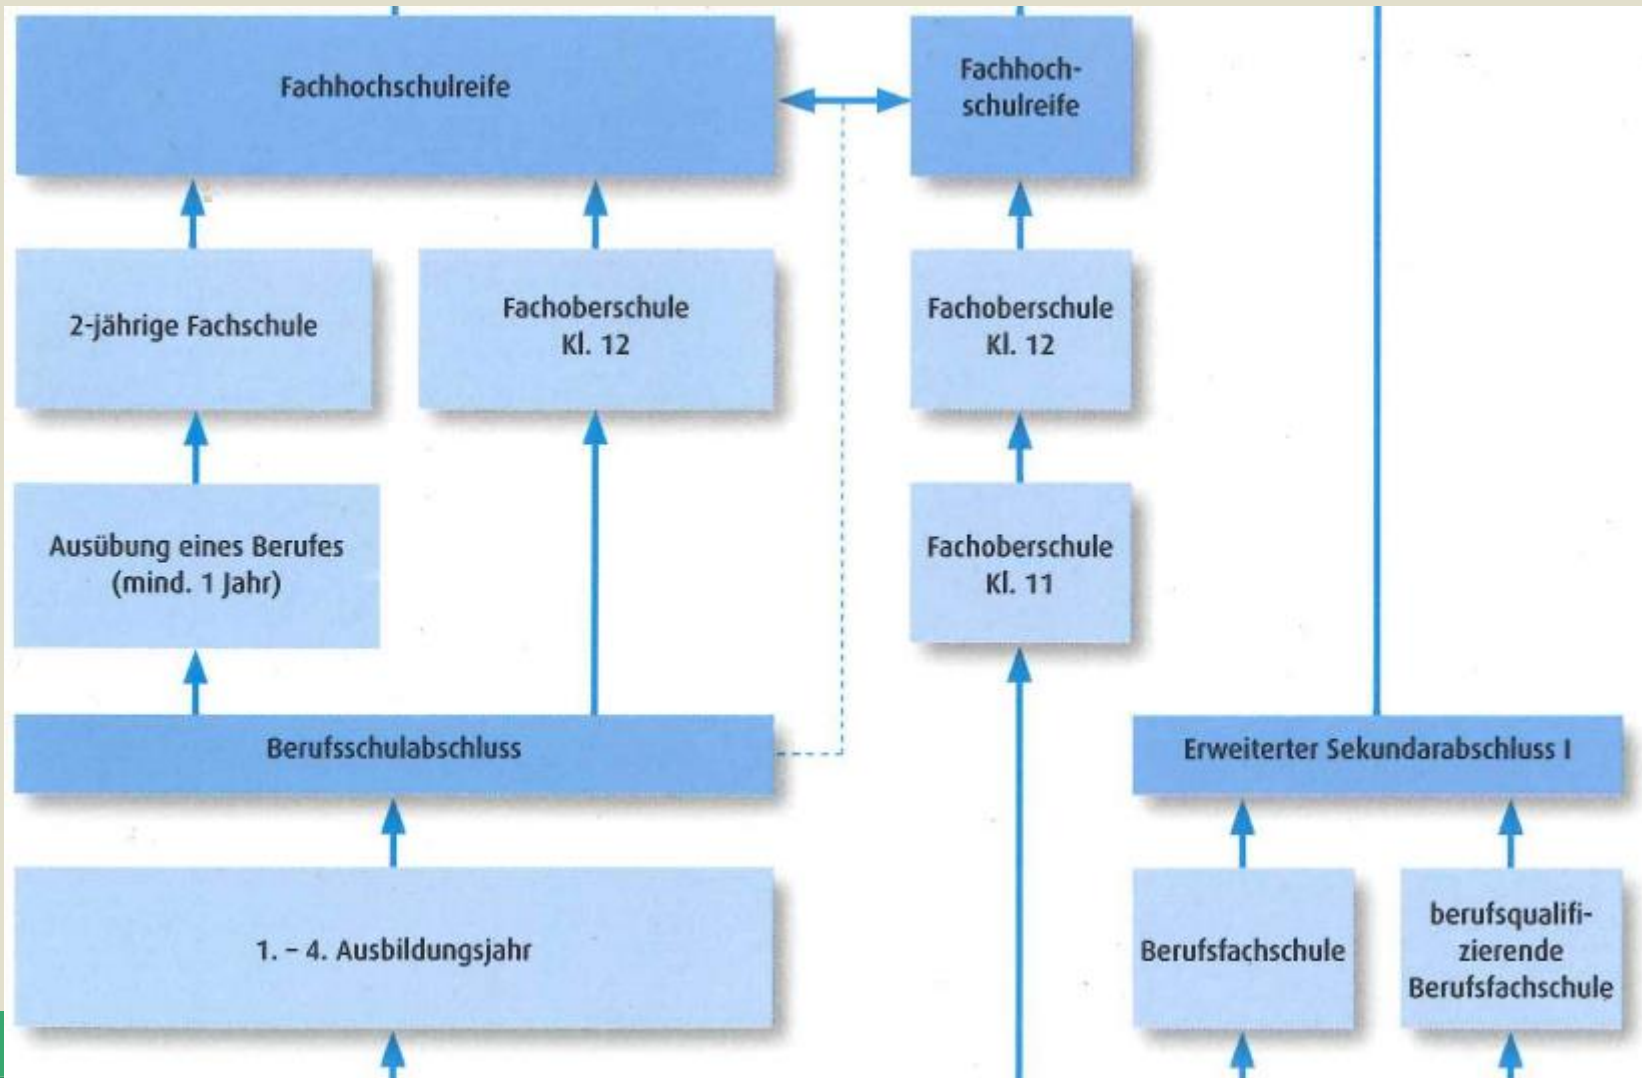 Fachhochschulreife
Fachhoch-
schulreife
2-jährige Fachschule
Fachoberschule
Kl. 12
Fachoberschule
Kl. 12
Ausübung eines Berufes
(mind. 1 Jahr)
Fachoberschule
Kl. 11
Berufsschulabschluss
Erweiterter Sekundarabschluss I
1. – 4. Ausbildungsjahr
Berufsfachschule
berufsqualifi-
zierende
Berufsfachschule